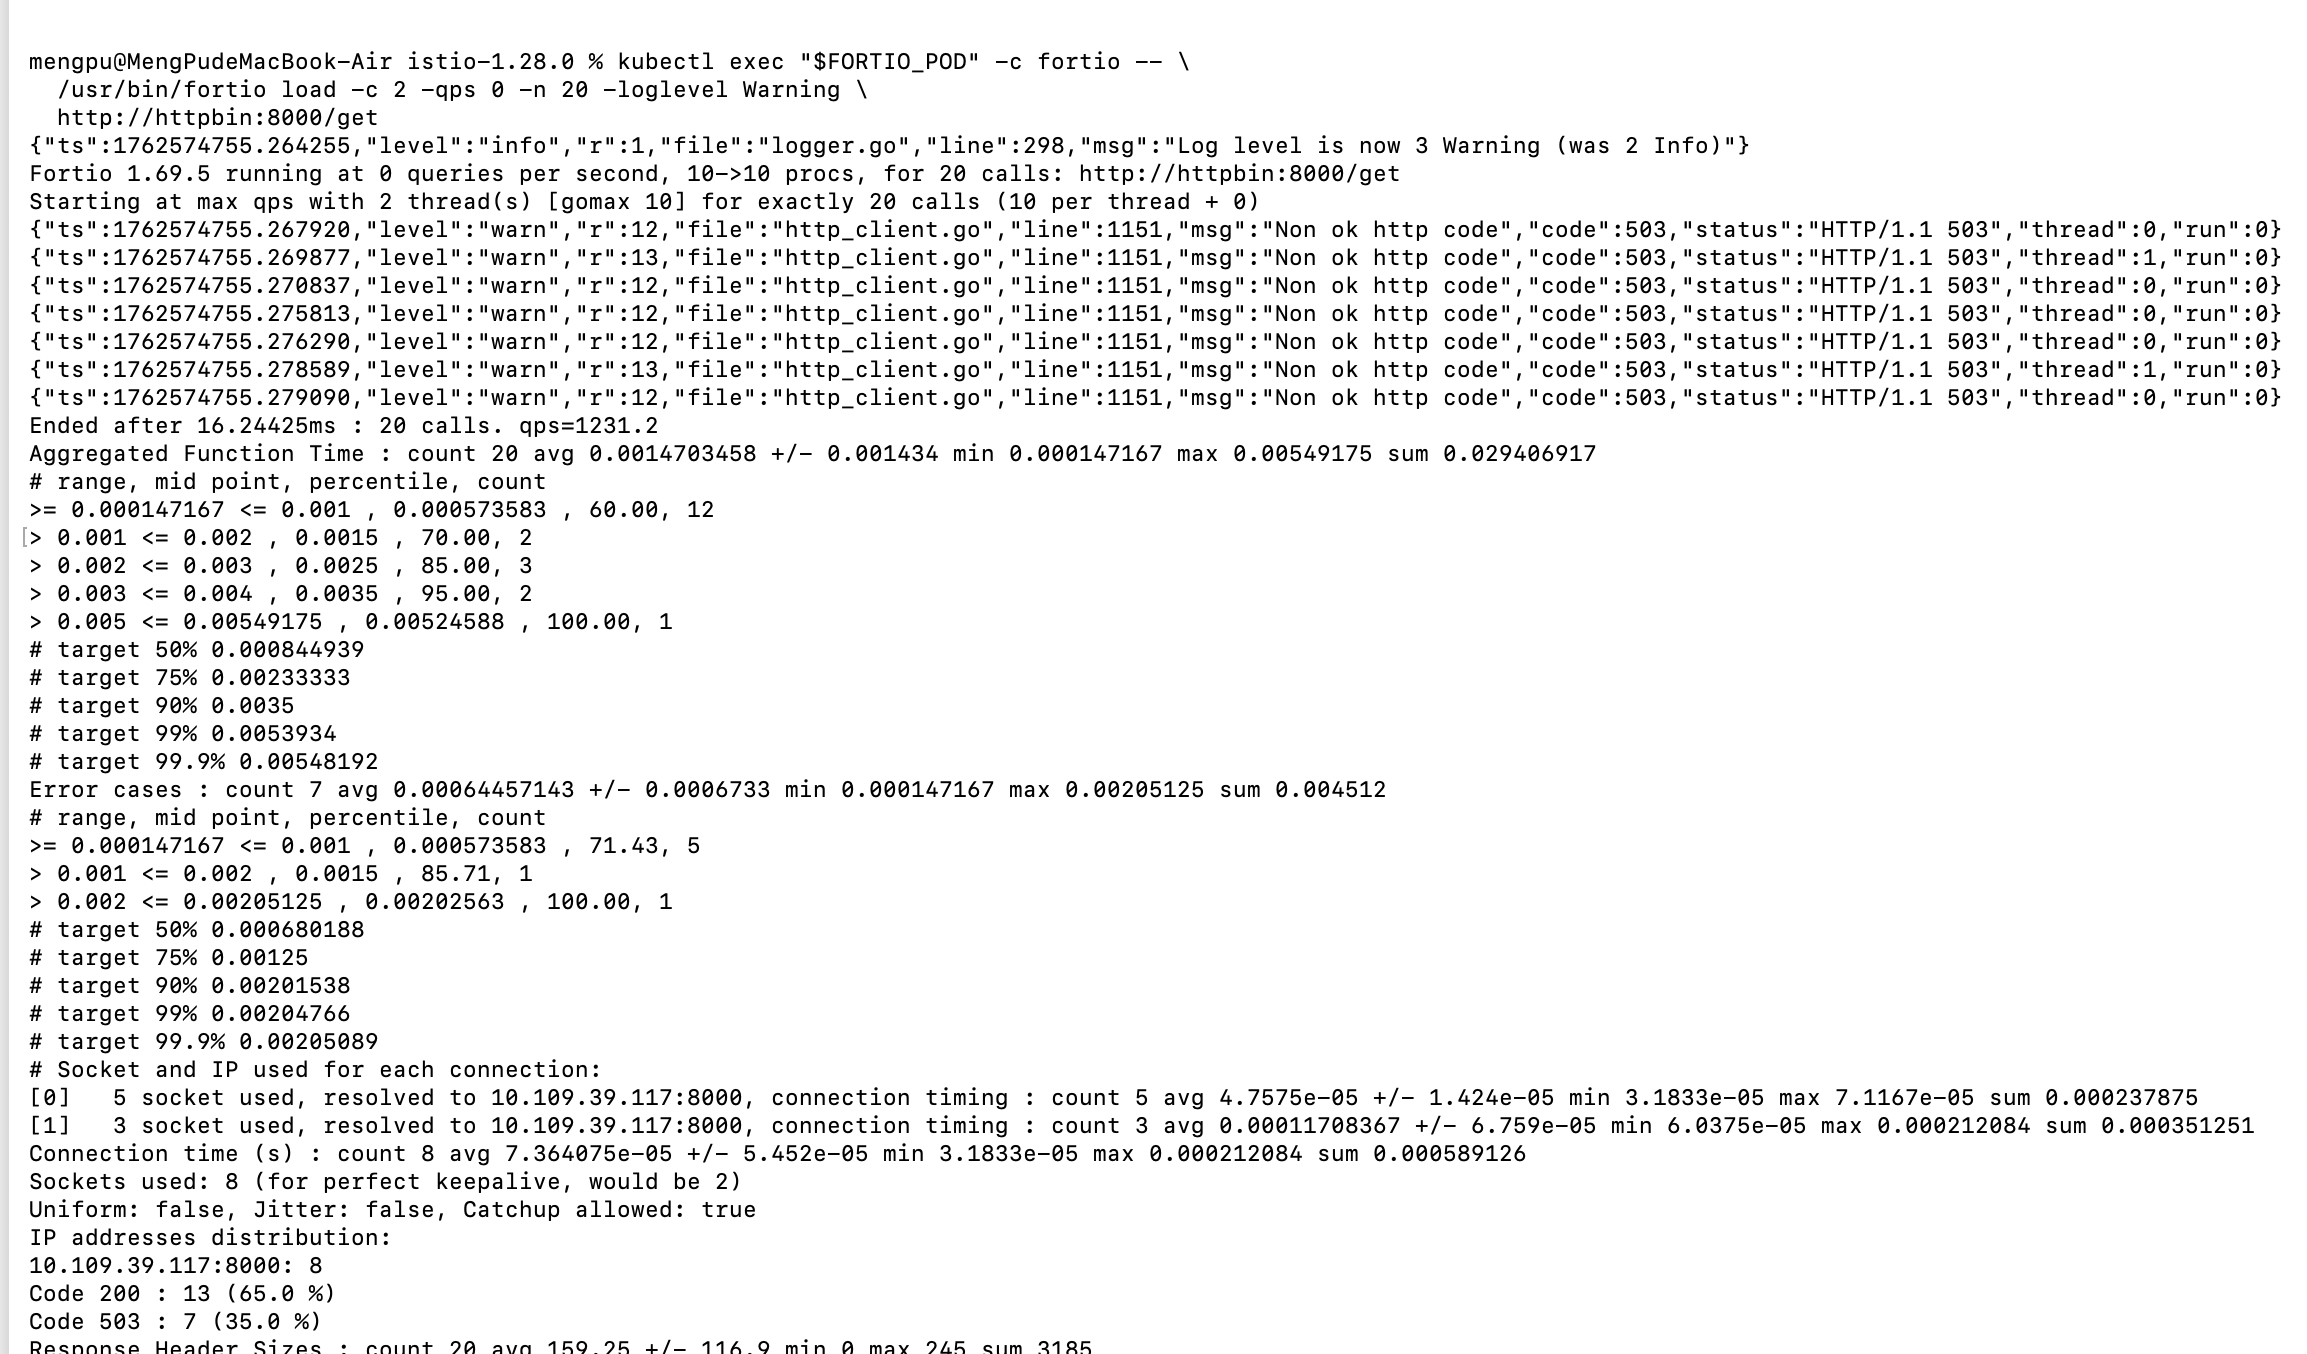 mengpu@MengPudeMacBook-Air istio-1.28.0 % kubectl exec "$FORTIO_POD" -c fortio -- \
  /usr/bin/fortio load -c 2 -qps 0 -n 20 -loglevel Warning \
  http://httpbin:8000/get
{"ts":1762574755.264255,"level":"info","r":1,"file":"logger.go","line":298,"msg":"Log level is now 3 Warning (was 2 Info)"}
Fortio 1.69.5 running at 0 queries per second, 10->10 procs, for 20 calls: http://httpbin:8000/get
Starting at max qps with 2 thread(s) [gomax 10] for exactly 20 calls (10 per thread + 0)
{"ts":1762574755.267920,"level":"warn","r":12,"file":"http_client.go","line":1151,"msg":"Non ok http code","code":503,"status":"HTTP/1.1 503","thread":0,"run":0}
{"ts":1762574755.269877,"level":"warn","r":13,"file":"http_client.go","line":1151,"msg":"Non ok http code","code":503,"status":"HTTP/1.1 503","thread":1,"run":0}
{"ts":1762574755.270837,"level":"warn","r":12,"file":"http_client.go","line":1151,"msg":"Non ok http code","code":503,"status":"HTTP/1.1 503","thread":0,"run":0}
{"ts":1762574755.275813,"level":"warn","r":12,"file":"http_client.go","line":1151,"msg":"Non ok http code","code":503,"status":"HTTP/1.1 503","thread":0,"run":0}
{"ts":1762574755.276290,"level":"warn","r":12,"file":"http_client.go","line":1151,"msg":"Non ok http code","code":503,"status":"HTTP/1.1 503","thread":0,"run":0}
{"ts":1762574755.278589,"level":"warn","r":13,"file":"http_client.go","line":1151,"msg":"Non ok http code","code":503,"status":"HTTP/1.1 503","thread":1,"run":0}
{"ts":1762574755.279090,"level":"warn","r":12,"file":"http_client.go","line":1151,"msg":"Non ok http code","code":503,"status":"HTTP/1.1 503","thread":0,"run":0}
Ended after 16.24425ms : 20 calls. qps=1231.2
Aggregated Function Time : count 20 avg 0.0014703458 +/- 0.001434 min 0.000147167 max 0.00549175 sum 0.029406917
# range, mid point, percentile, count
>= 0.000147167 <= 0.001 , 0.000573583 , 60.00, 12
[> 0.001 <= 0.002 , 0.0015 , 70.00, 2
> 0.002 <= 0.003 , 0.0025 , 85.00, 3
> 0.003 <= 0.004 , 0.0035 , 95.00, 2
> 0.005 <= 0.00549175 , 0.00524588 , 100.00, 1
# target 50% 0.000844939
# target 75% 0.00233333
# target 90% 0.0035
# target 99% 0.0053934
# target 99.9% 0.00548192
Error cases : count 7 avg 0.00064457143 +/- 0.0006733 min 0.000147167 max 0.00205125 sum 0.004512
# range, mid point, percentile, count
>= 0.000147167 <= 0.001 , 0.000573583 , 71.43, 5
> 0.001 <= 0.002 , 0.0015 , 85.71, 1
> 0.002 <= 0.00205125 , 0.00202563 , 100.00, 1
# target 50% 0.000680188
# target 75% 0.00125
# target 90% 0.00201538
# target 99% 0.00204766
# target 99.9% 0.00205089
# Socket and IP used for each connection:
[0]   5 socket used, resolved to 10.109.39.117:8000, connection timing : count 5 avg 4.7575e-05 +/- 1.424e-05 min 3.1833e-05 max 7.1167e-05 sum 0.000237875
[1]   3 socket used, resolved to 10.109.39.117:8000, connection timing : count 3 avg 0.00011708367 +/- 6.759e-05 min 6.0375e-05 max 0.000212084 sum 0.000351251
Connection time (s) : count 8 avg 7.364075e-05 +/- 5.452e-05 min 3.1833e-05 max 0.000212084 sum 0.000589126
Sockets used: 8 (for perfect keepalive, would be 2)
Uniform: false, Jitter: false, Catchup allowed: true
IP addresses distribution:
10.109.39.117:8000: 8
Code 200 : 13 (65.0 %)
Code 503 : 7 (35.0 %)
Response Header Sizes : count 20 avg 159.25 +/- 116.9 min 0 max 245 sum 3185